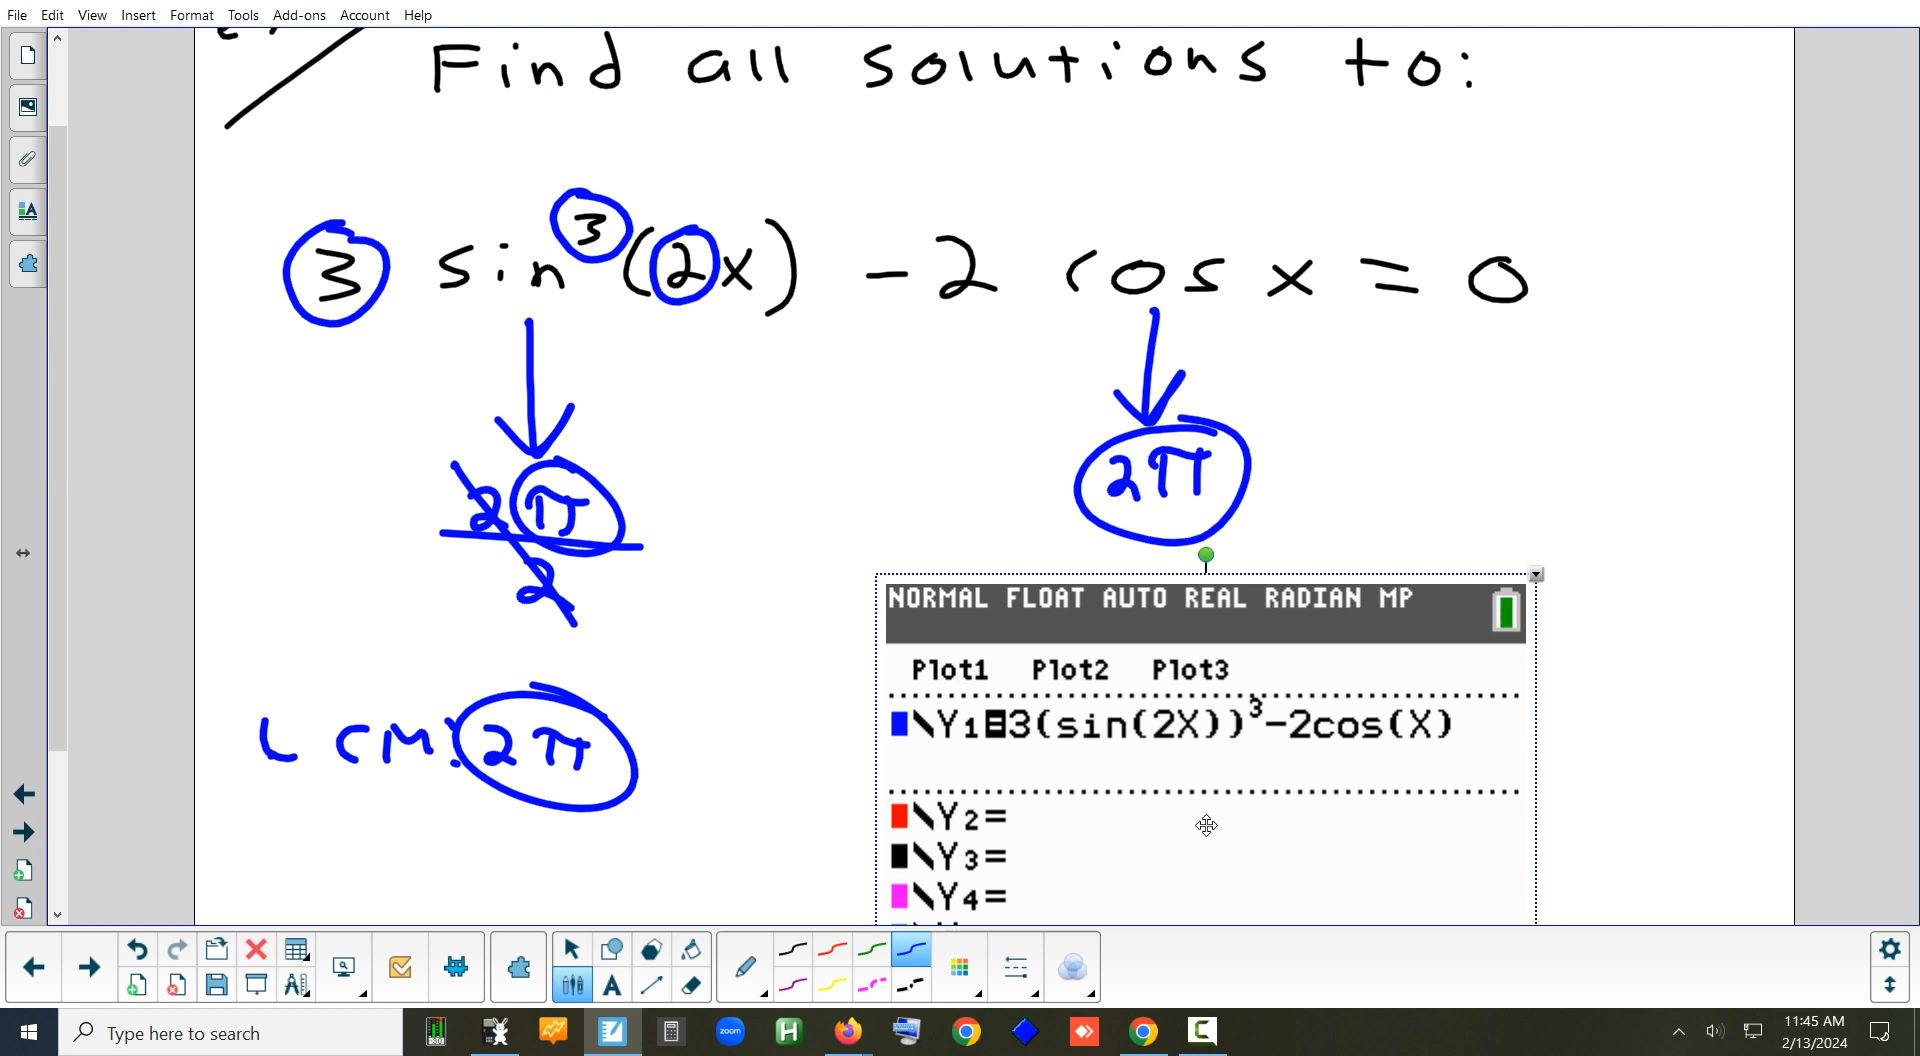 File Edit View Insert Format Tools Add-ons Account Help
Find all solutions to:
3 sin³(2x) - 2 cos x = 0
2π
2π
2
LCM: 2π
NORMAL FLOAT AUTO REAL RADIAN MP
Plot1 Plot2 Plot3
\Y1=3(sin(2X))³-2cos(X)
\Y2=
\Y3=
\Y4=
Type here to search
zoom
H
C
11:45 AM
2/13/2024